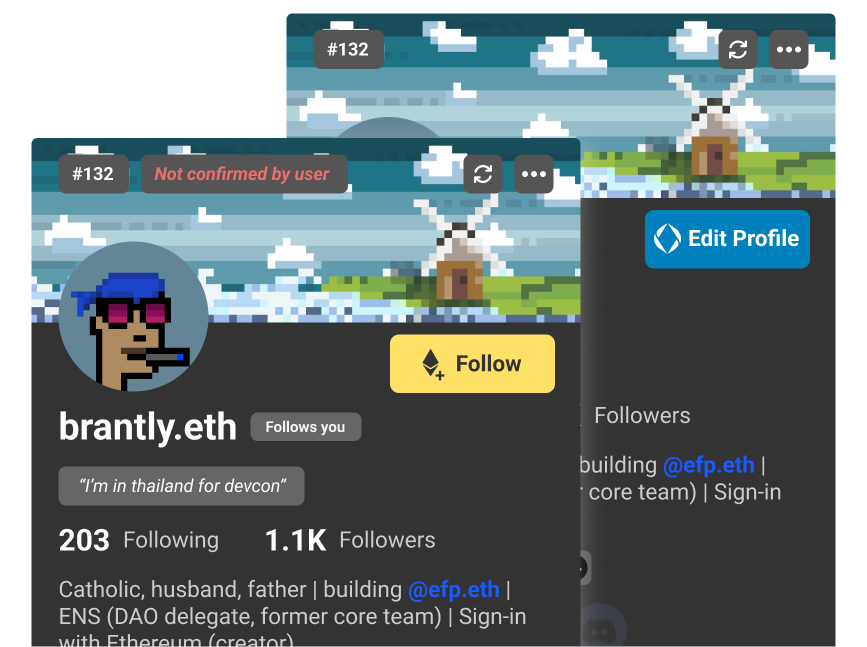 #132
#132
Not confirmed by user
Edit Profile
Follow
brantly.eth
Follows you
“I’m in thailand for devcon”
203 Following
1.1K Followers
Catholic, husband, father | building @efp.eth |
ENS (DAO delegate, former core team) | Sign-in
with Ethereum (creator)
Followers
building @efp.eth |
core team) | Sign-in